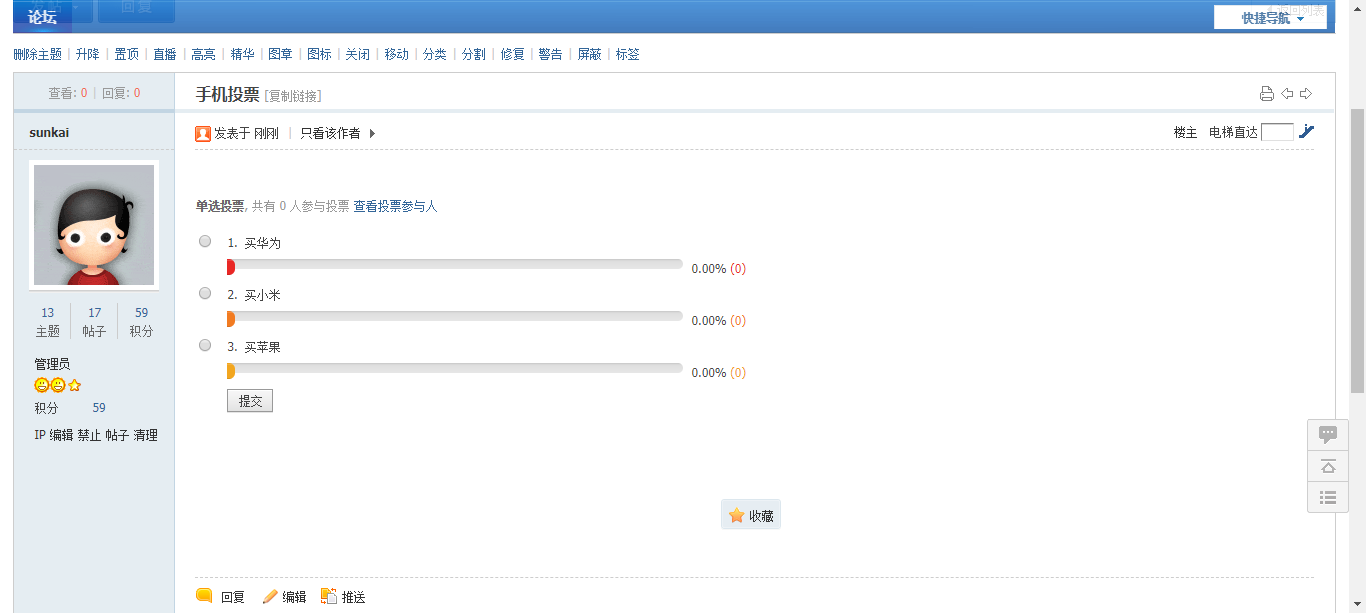 发帖 回复
论坛
返回列表
快捷导航
删除主题 | 升降 | 置顶 | 直播 | 高亮 | 精华 | 图章 | 图标 | 关闭 | 移动 | 分类 | 分割 | 修复 | 警告 | 屏蔽 | 标签
查看: 0 | 回复: 0
手机投票 [复制链接]
sunkai
发表于 刚刚 | 只看该作者
楼主 电梯直达
13 17 59
主题 帖子 积分
管理员
积分 59
IP 编辑 禁止 帖子 清理
单选投票, 共有 0 人参与投票 查看投票参与人
1. 买华为
0.00% (0)
2. 买小米
0.00% (0)
3. 买苹果
0.00% (0)
提交
收藏
回复 编辑 推送